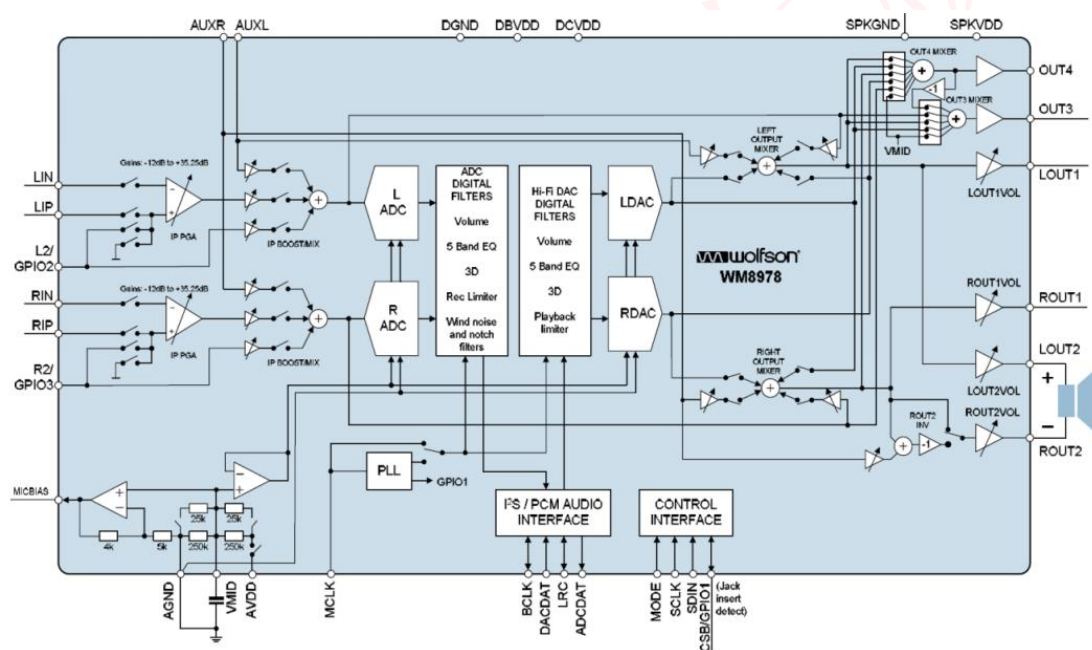 AUXR AUXL
DGND
DBVDD
DCVDD
SPKGND
SPKVDD
OUT4 MIXER
OUT4
-1
OUT3 MIXER
OUT3
VMID
LEFT
OUTPUT
MIXER
LOUT1
LOUT1VOL
Gains: -12dB to +35.25dB
LIN
LIP
L2/
GPIO2
IP PGA
IP BOOST/MIX
L
ADC
ADC
DIGITAL
FILTERS
Volume
5 Band EQ
3D
Rec Limiter
Wind noise
and notch
filters
Hi-Fi DAC
DIGITAL
FILTERS
Volume
5 Band EQ
3D
Playback
limiter
LDAC
wolfson®
WM8978
Gains: -12dB to +35.25dB
RIN
RIP
R2/
GPIO3
IP PGA
IP BOOST/MIX
R
ADC
RDAC
ROUT1VOL
ROUT1
LOUT2
LOUT2VOL
RIGHT
OUTPUT
MIXER
ROUT2
INV
-1
ROUT2VOL
ROUT2
PLL
GPIO1
MICBIAS
25k
25k
4k
5k
250k
250k
I²S / PCM AUDIO
INTERFACE
CONTROL
INTERFACE
AGND
VMID
AVDD
MCLK
BCLK
DACDAT
LRC
ADCDAT
MODE
SCLK
SDIN
CSB/GPIO1
(Jack
insert
detect)